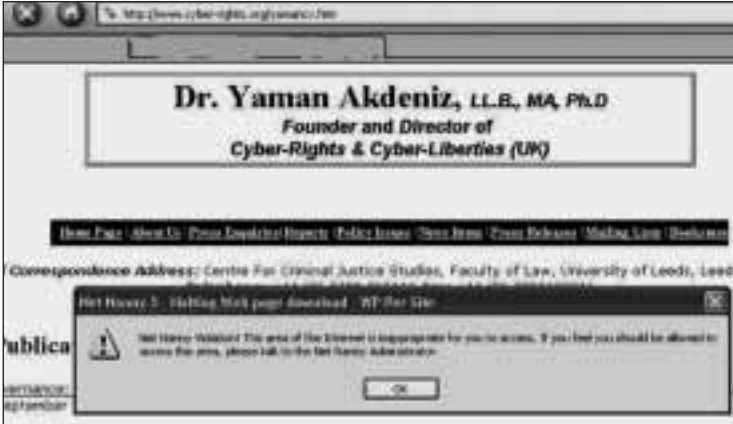 http://www.cyber-rights.org/yamancv.htm
Dr. Yaman Akdeniz, LL.B., MA, Ph.D
Founder and Director of
Cyber-Rights & Cyber-Liberties (UK)
Home Page About Us Press Enquiries Reports Policy Issues News Items Press Releases Mailing Lists Disclaimer
Correspondence Address: Centre For Criminal Justice Studies, Faculty of Law, University of Leeds, Leed
Net Nanny 5 - Halting Web page download
Publica
Net Nanny Violation! This area of the Internet is inappropriate for you to access. If you feel you should be allowed to
access this area, please talk to the Net Nanny Administrator.
OK
vernance:
eptember